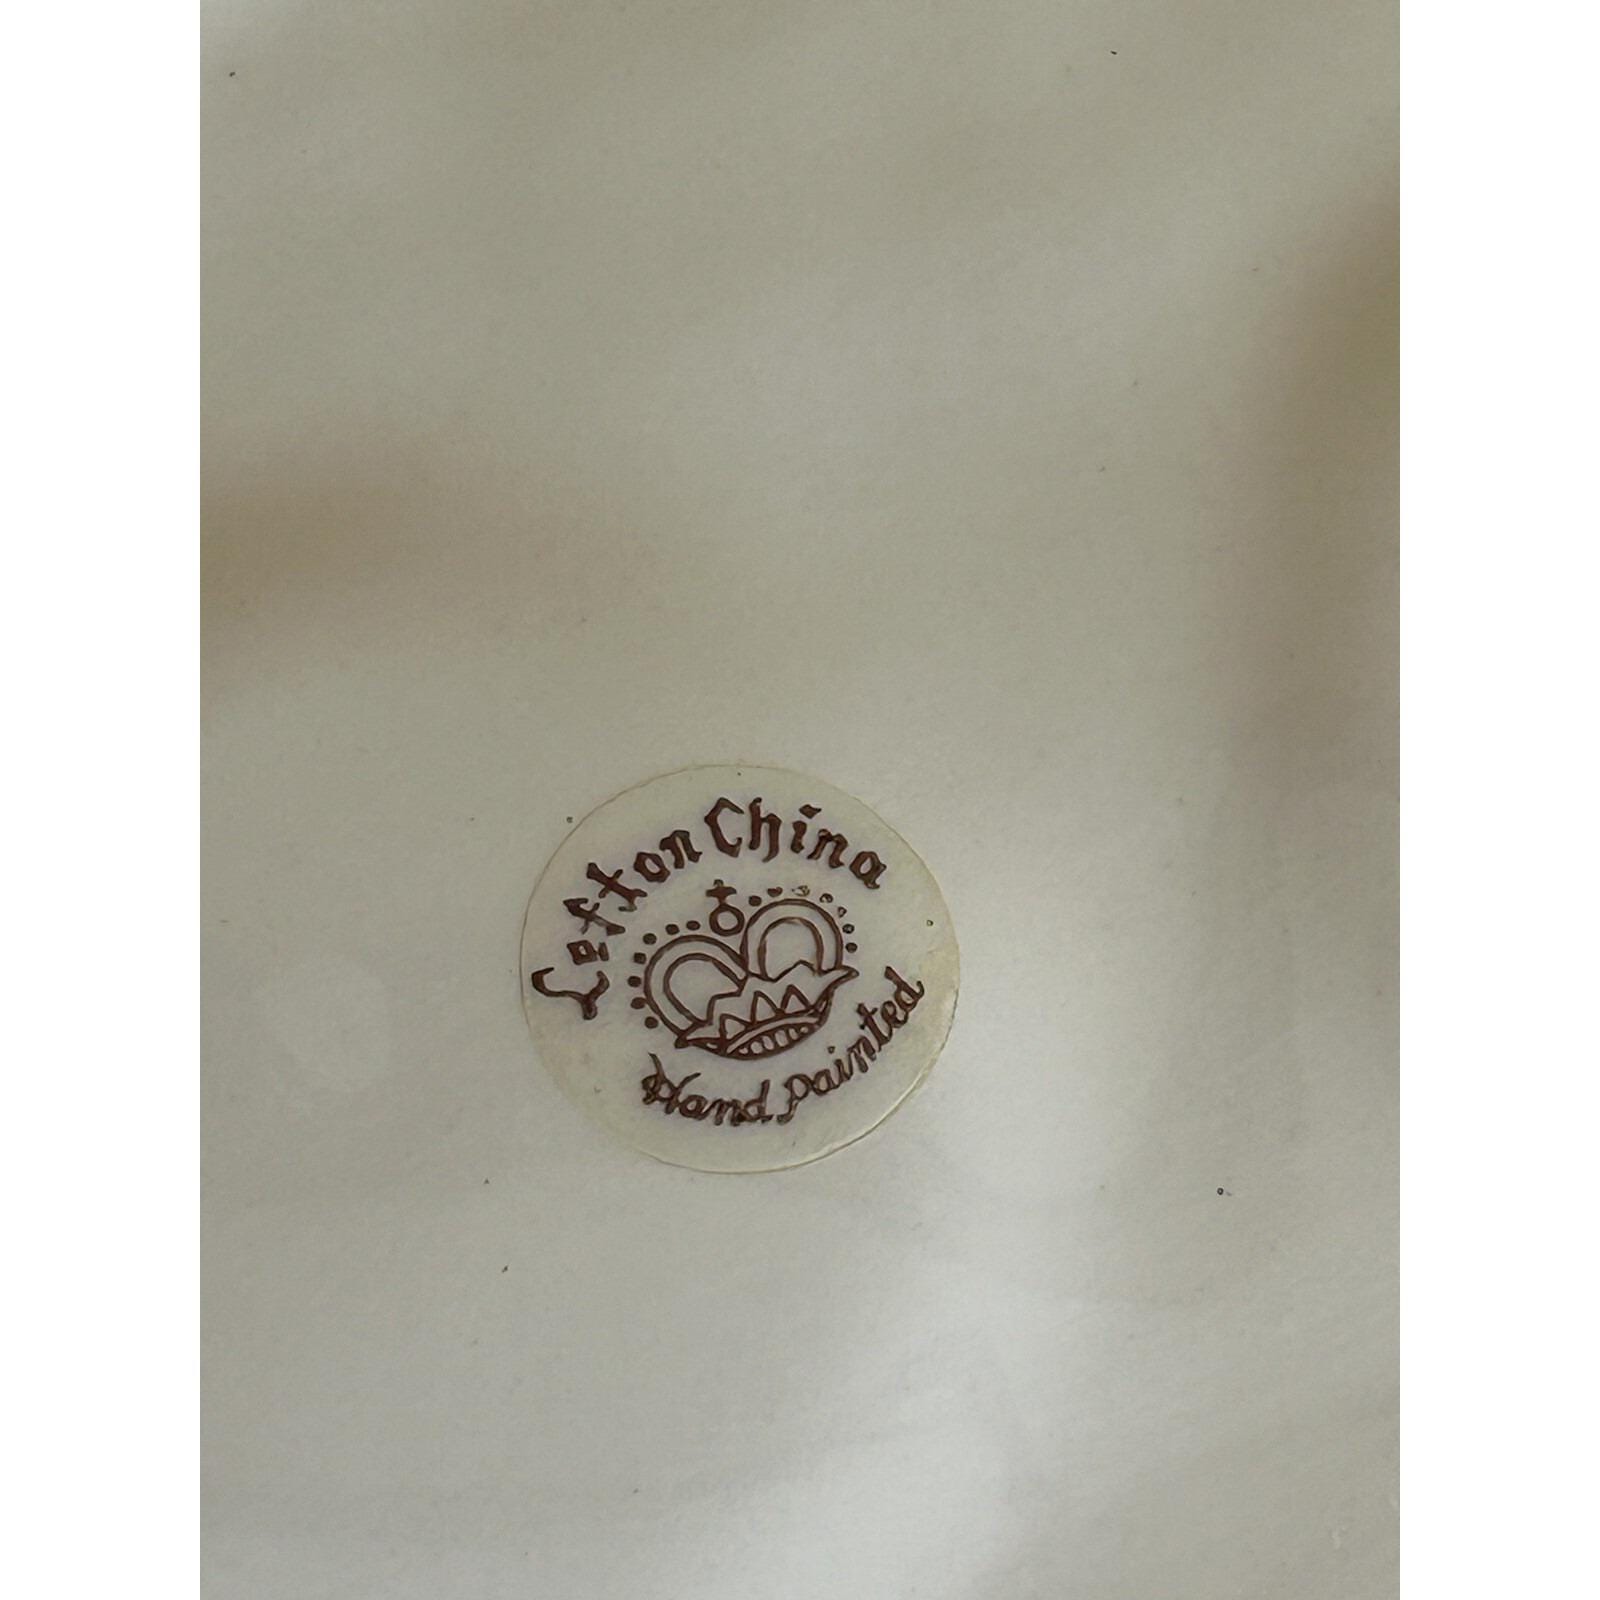 Lefton China
Hand painted